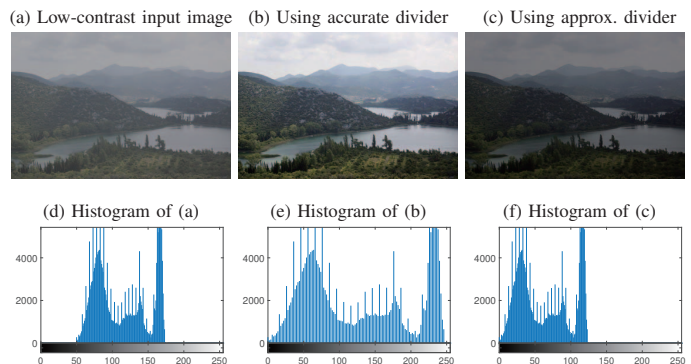 (a) Low-contrast input image (b) Using accurate divider (c) Using approx. divider
(d) Histogram of (a) (e) Histogram of (b) (f) Histogram of (c)
4000 4000 4000
2000 2000 2000
0 0 0
0 50 100 150 200 250 0 50 100 150 200 250 0 50 100 150 200 250